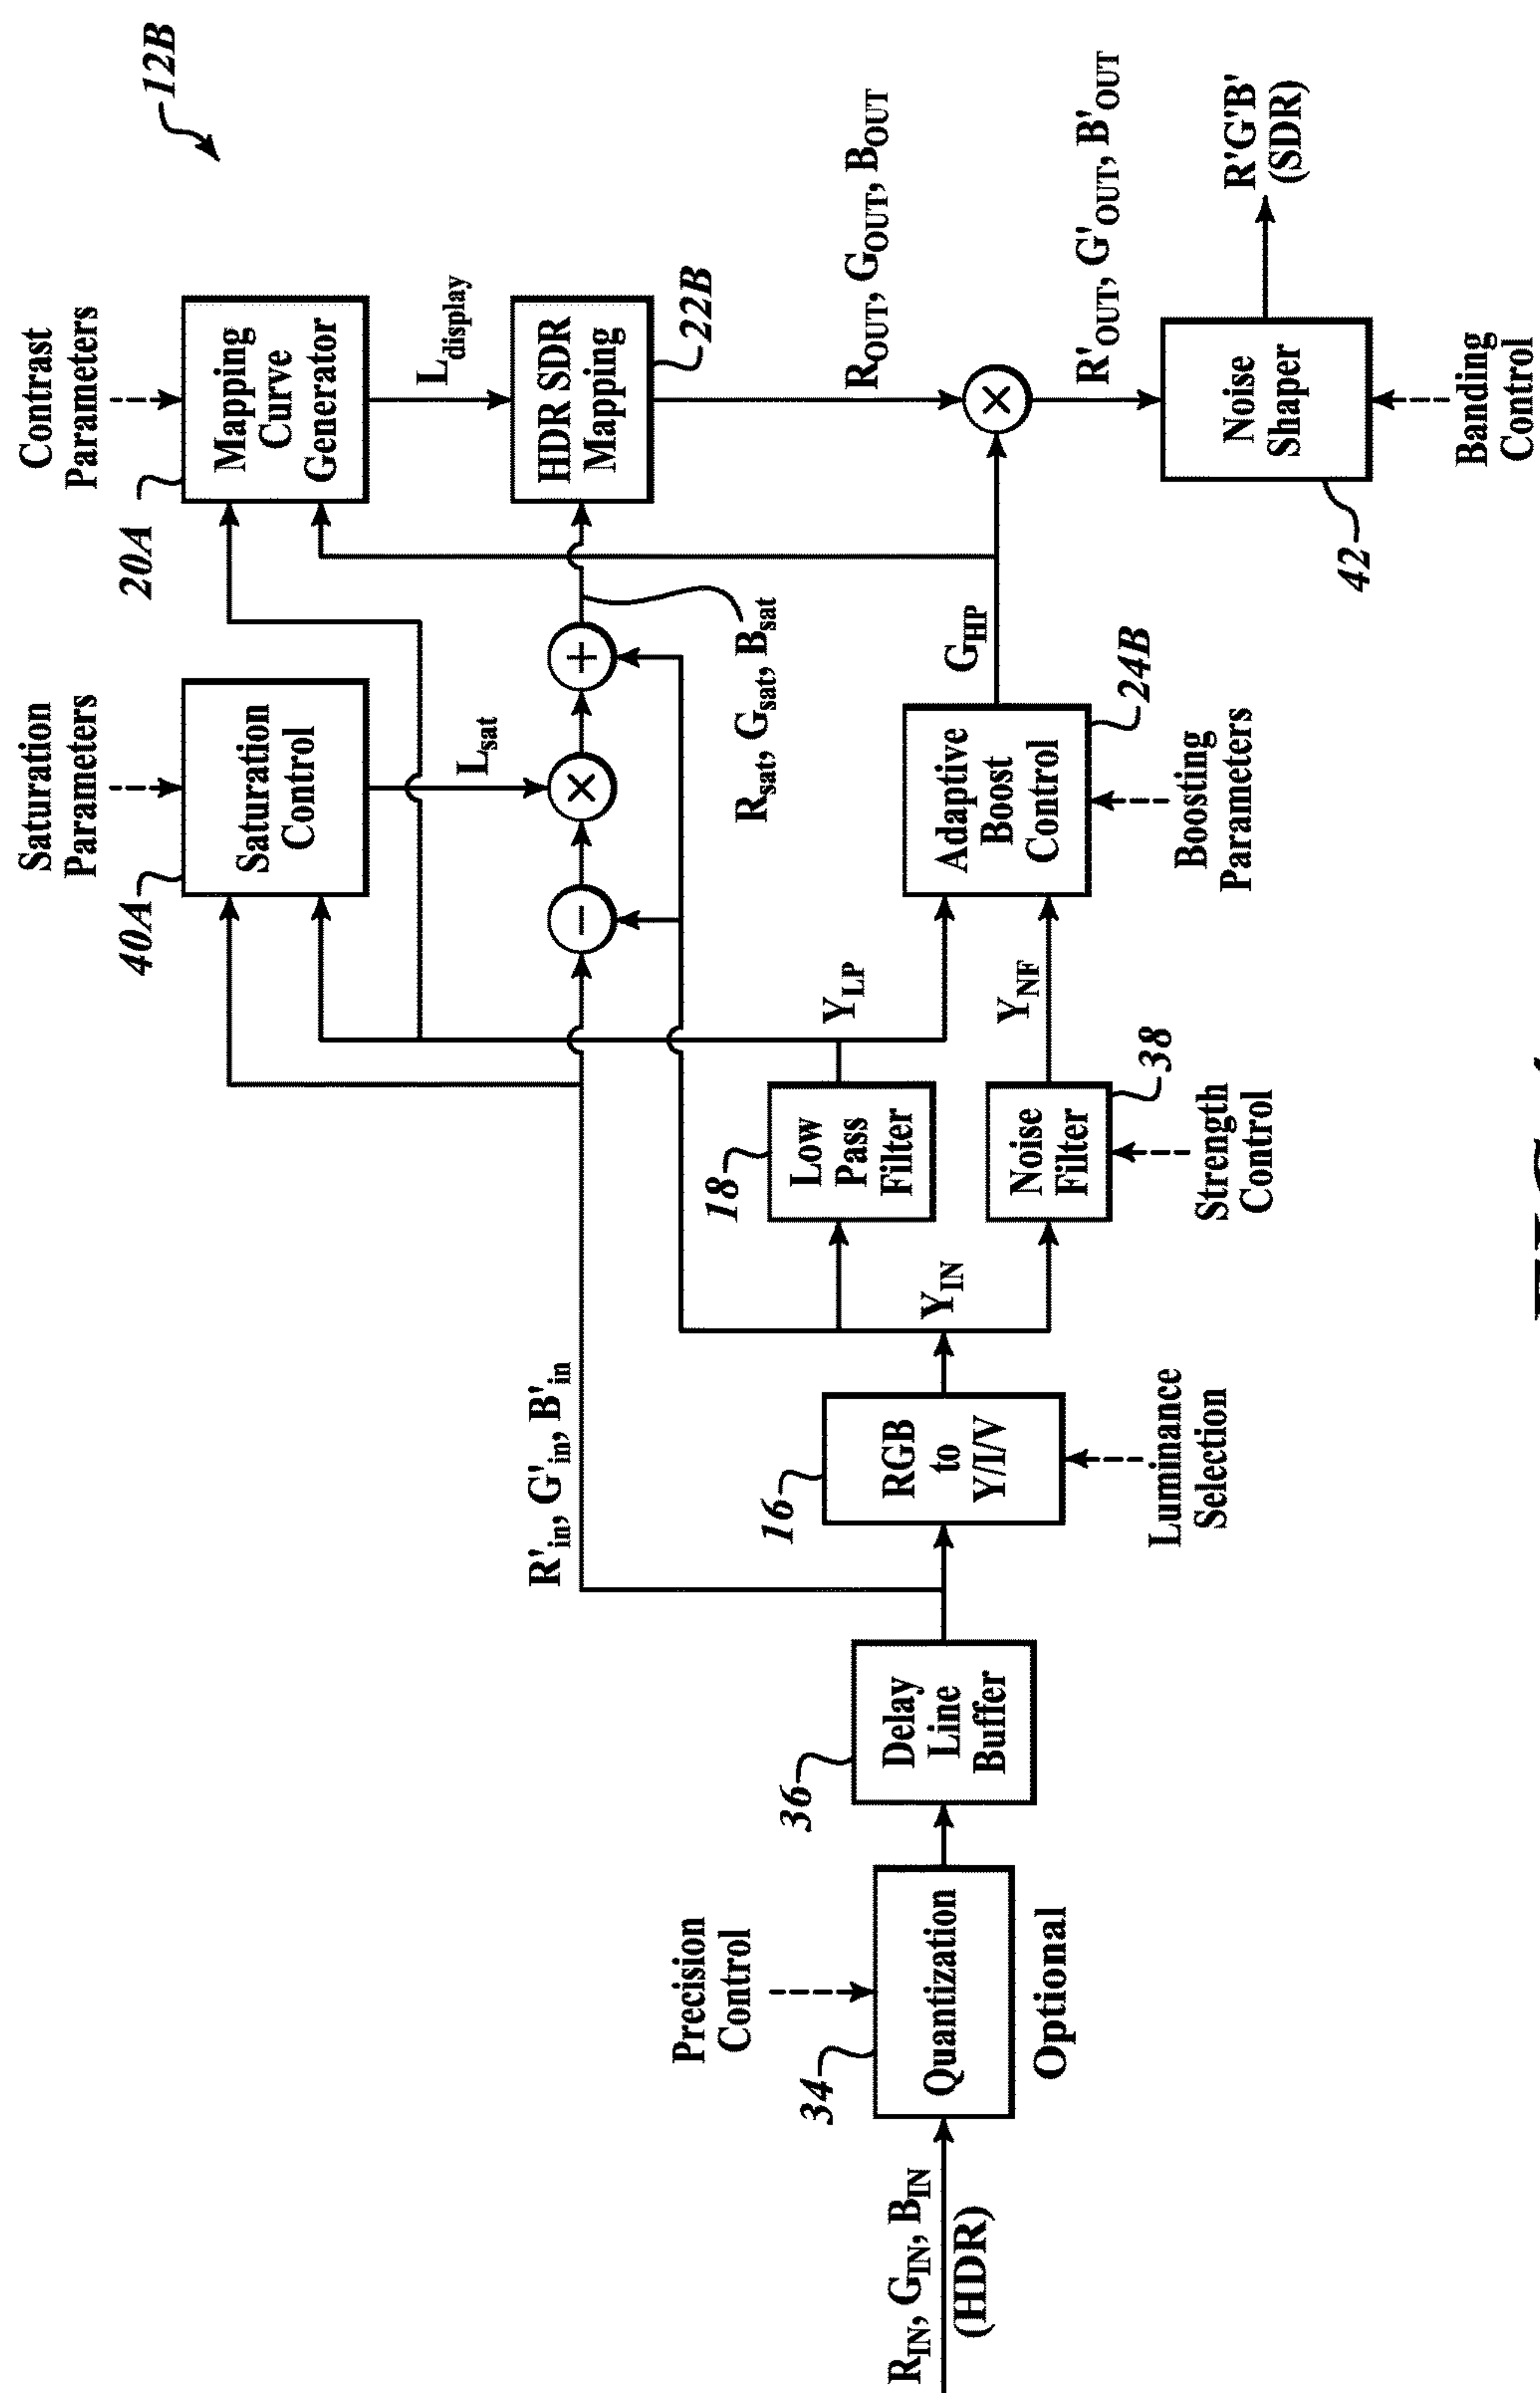 12B
Contrast
Parameters
20A
Mapping
Curve
Generator
L_display
HDR SDR
Mapping
22B
Saturation
Parameters
40A
Saturation
Control
L_sat
R_sat, G_sat, B_sat
R_OUT, G_OUT, B_OUT
R'_OUT, G'_OUT, B'_OUT
R'G'B'
(SDR)
Noise
Shaper
42
Banding
Control
G_HP
Adaptive
Boost
Control
24B
Boosting
Parameters
Y_LP
Y_NF
18
Low
Pass
Filter
Noise
Filter
38
Strength
Control
Y_IN
R'_in, G'_in, B'_in
16
RGB
to
Y/I/V
Luminance
Selection
36
Delay
Line
Buffer
Precision
Control
34
Quantization
Optional
R_IN, G_IN, B_IN
(HDR)